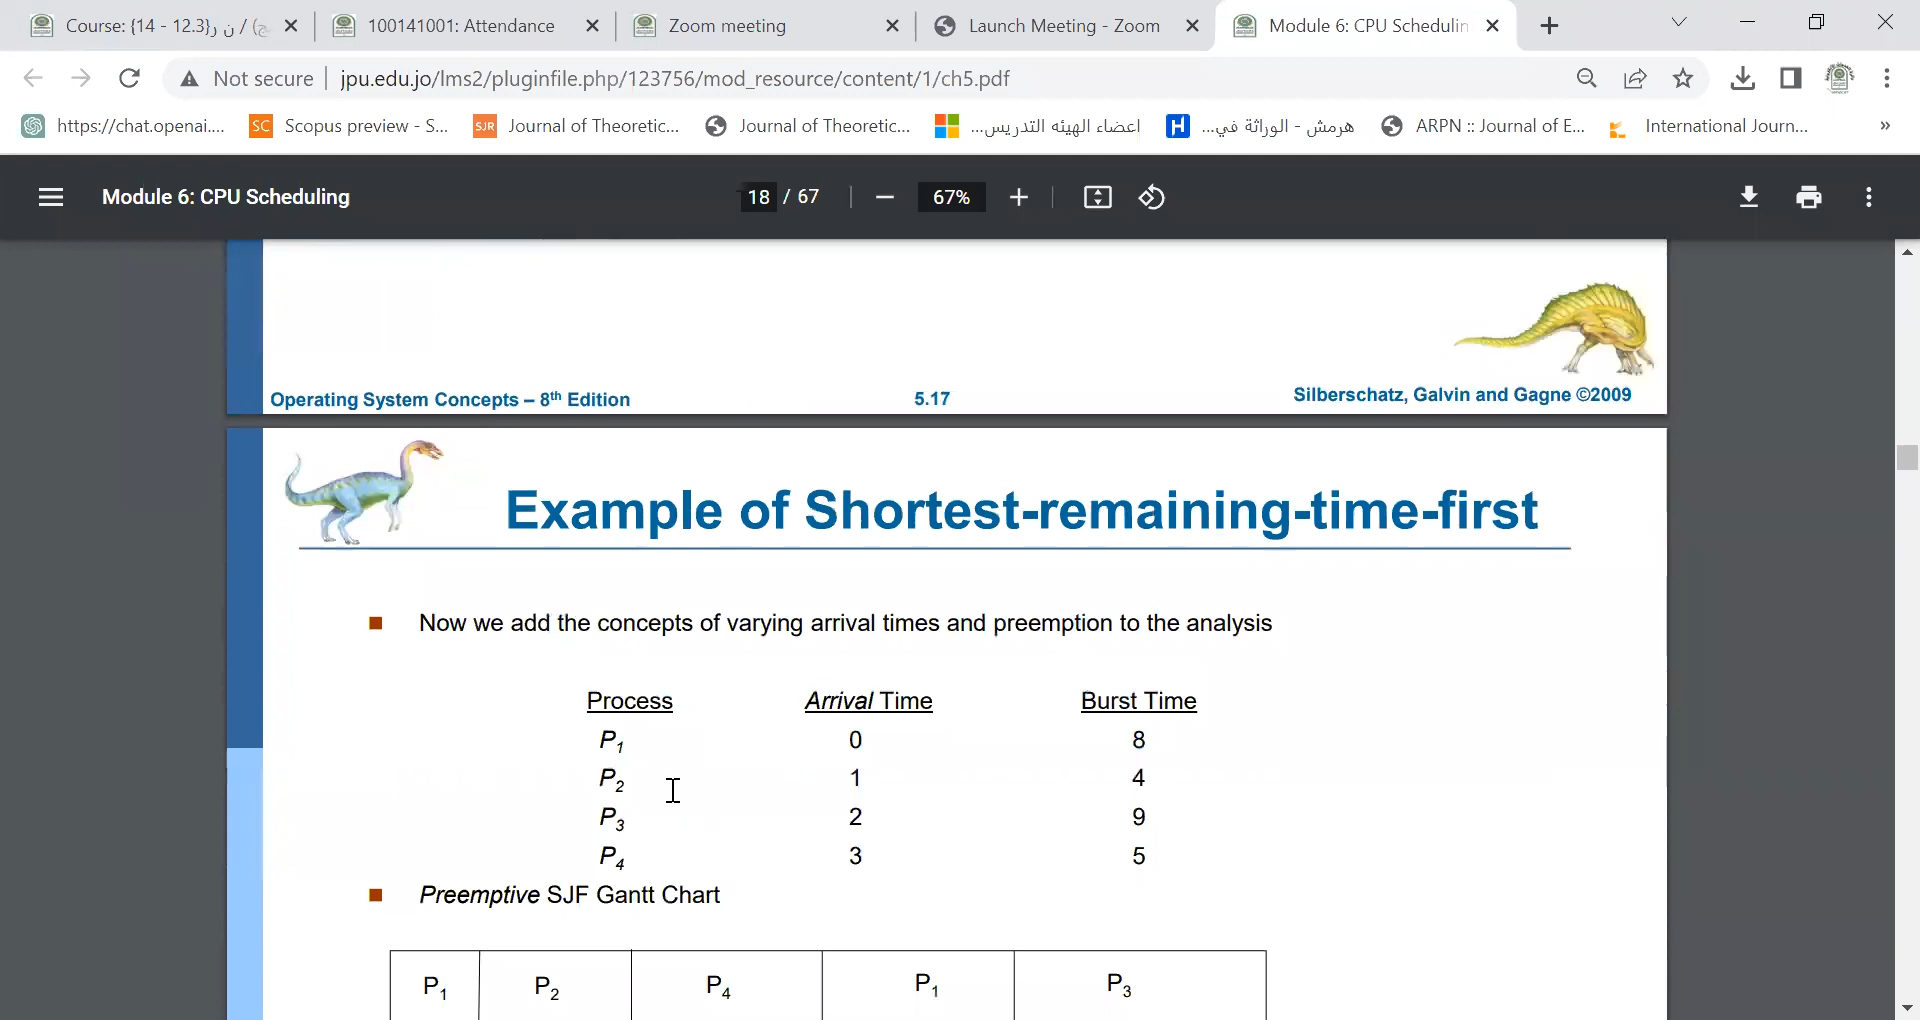 Course: {14 - 12.3} ن ر / (ج
100141001: Attendance
Zoom meeting
Launch Meeting - Zoom
Module 6: CPU Schedulin
Not secure
jpu.edu.jo/lms2/pluginfile.php/123756/mod_resource/content/1/ch5.pdf
https://chat.openai....
SC Scopus preview - S...
SJR Journal of Theoretic...
Journal of Theoretic...
اعضاء الهيئه التدريس...
H هرمش - الوراثة في...
ARPN :: Journal of E...
International Journ...
»
Module 6: CPU Scheduling
18 / 67
67%
Operating System Concepts – 8th Edition
5.17
Silberschatz, Galvin and Gagne ©2009
Example of Shortest-remaining-time-first
Now we add the concepts of varying arrival times and preemption to the analysis
Process Arrival Time Burst Time
P1 0 8
P2 1 4
P3 2 9
P4 3 5
Preemptive SJF Gantt Chart
P1 P2 P4 P1 P3